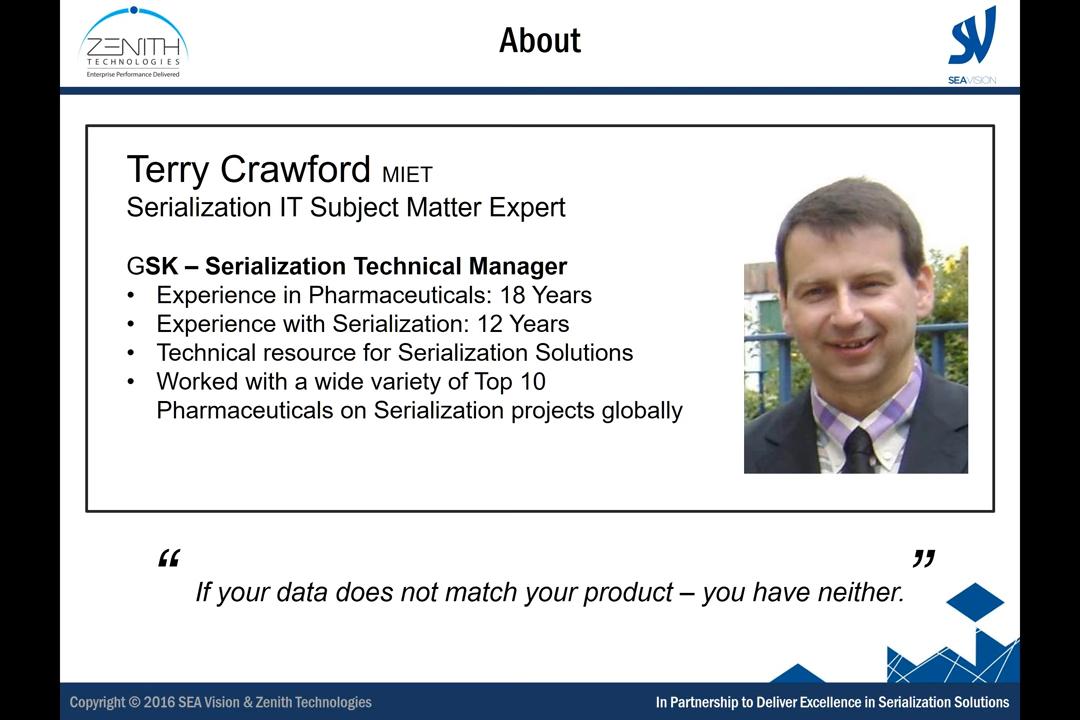 ZENITH
TECHNOLOGIES
Enterprise Performance Delivered
About
SV
SEAVISION
Terry Crawford MIET
Serialization IT Subject Matter Expert
GSK – Serialization Technical Manager
• Experience in Pharmaceuticals: 18 Years
• Experience with Serialization: 12 Years
• Technical resource for Serialization Solutions
• Worked with a wide variety of Top 10
Pharmaceuticals on Serialization projects globally
“ ”
If your data does not match your product – you have neither.
Copyright © 2016 SEA Vision & Zenith Technologies
In Partnership to Deliver Excellence in Serialization Solutions